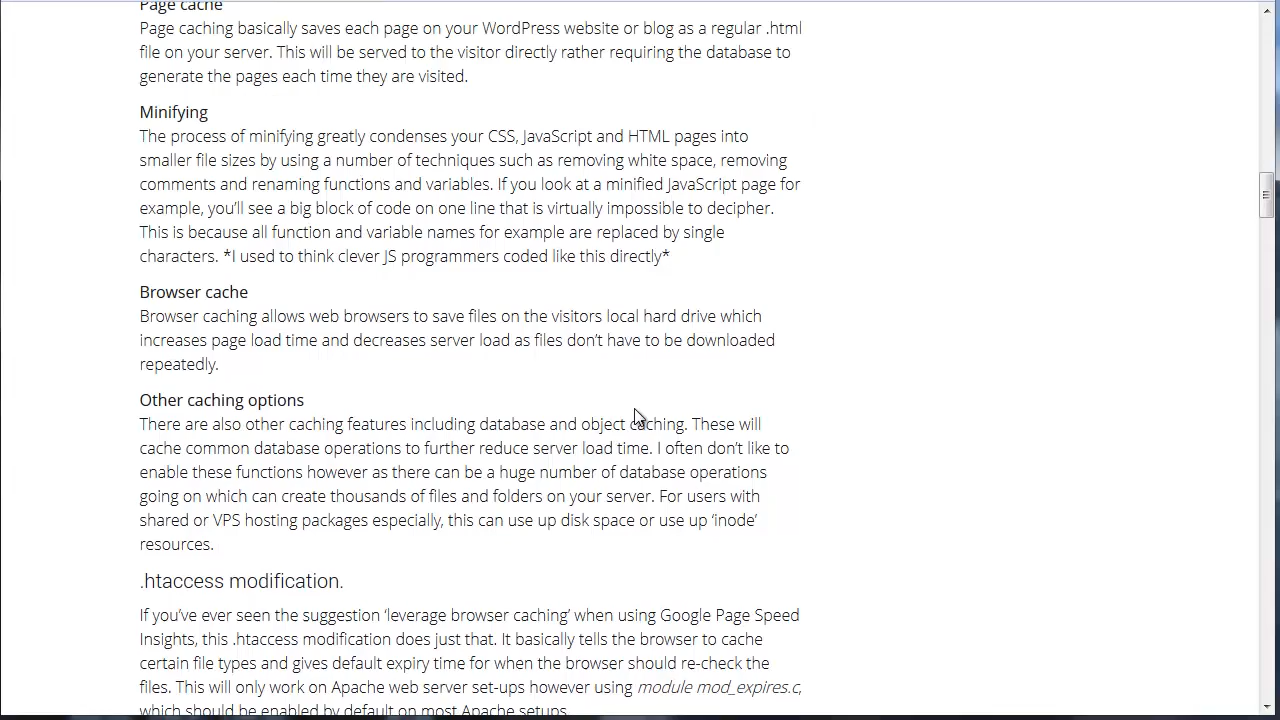 Page cache
Page caching basically saves each page on your WordPress website or blog as a regular .html
file on your server. This will be served to the visitor directly rather requiring the database to
generate the pages each time they are visited.
Minifying
The process of minifying greatly condenses your CSS, JavaScript and HTML pages into
smaller file sizes by using a number of techniques such as removing white space, removing
comments and renaming functions and variables. If you look at a minified JavaScript page for
example, you’ll see a big block of code on one line that is virtually impossible to decipher.
This is because all function and variable names for example are replaced by single
characters. *I used to think clever JS programmers coded like this directly*
Browser cache
Browser caching allows web browsers to save files on the visitors local hard drive which
increases page load time and decreases server load as files don’t have to be downloaded
repeatedly.
Other caching options
There are also other caching features including database and object caching. These will
cache common database operations to further reduce server load time. I often don’t like to
enable these functions however as there can be a huge number of database operations
going on which can create thousands of files and folders on your server. For users with
shared or VPS hosting packages especially, this can use up disk space or use up ‘inode’
resources.
.htaccess modification.
If you’ve ever seen the suggestion ‘leverage browser caching’ when using Google Page Speed
Insights, this .htaccess modification does just that. It basically tells the browser to cache
certain file types and gives default expiry time for when the browser should re-check the
files. This will only work on Apache web server set-ups however using module mod_expires.c,
which should be enabled by default on most Apache setups.